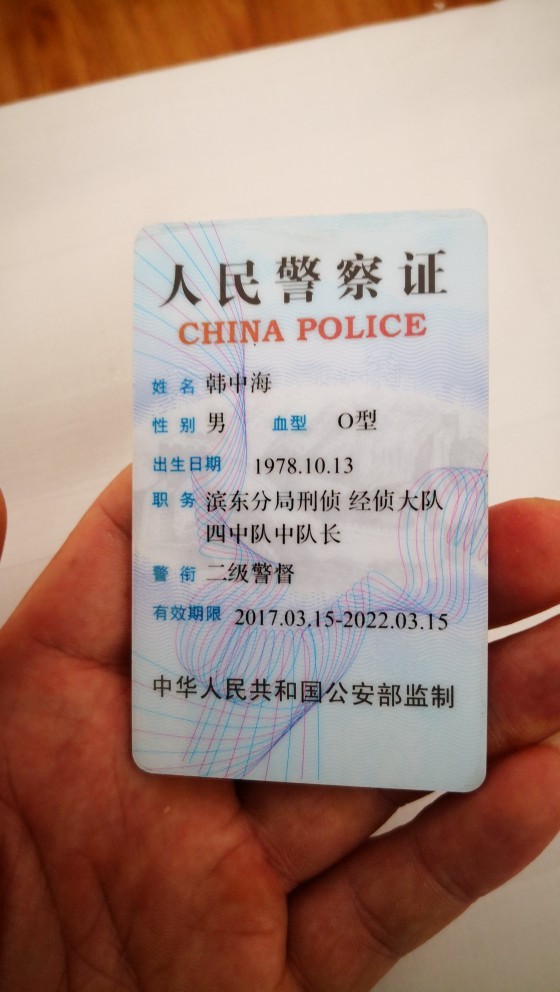 人民警察证
CHINA POLICE
姓名 韩中海
性别 男 血型 O型
出生日期 1978.10.13
职务 滨东分局刑侦 经侦大队
四中队中队长
警衔 二级警督
有效期限 2017.03.15-2022.03.15
中华人民共和国公安部监制